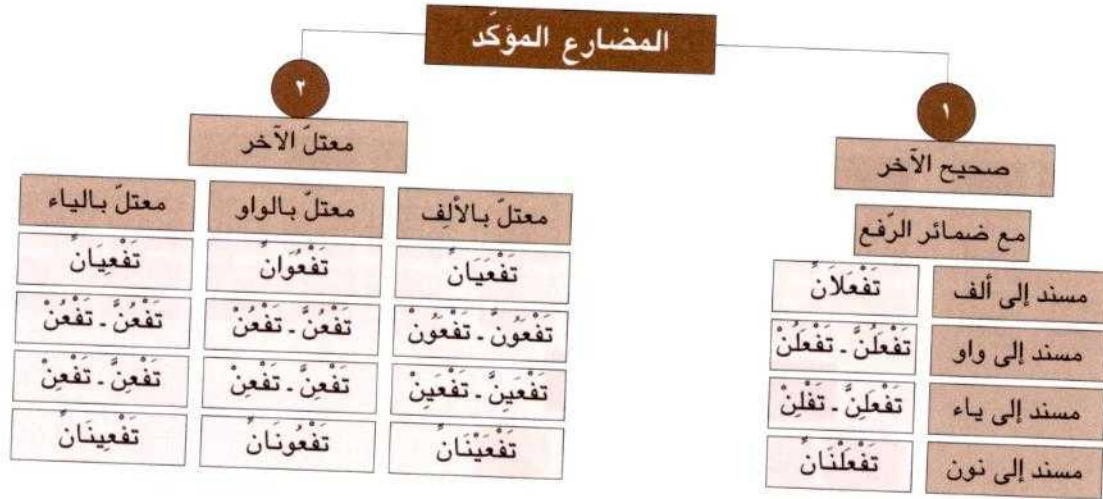 المضارع المؤكَّد
١
صحيح الآخر
مع ضمائر الرّفع
مسند إلى ألف
تَفْعَلَانِّ
مسند إلى واو
تَفْعَلُنَّ ـ تَفْعَلُنْ
مسند إلى ياء
تَفْعَلِنَّ ـ تَفْلِنْ
مسند إلى نون
تَفْعَلْنَانِّ
٢
معتلّ الآخر
معتلّ بالألِف
معتلّ بالواو
معتلّ بالياء
تَفْعَيَانِّ
تَفْعُوَانِّ
تَفْعِيَانِّ
تَفْعَوُنَّ ـ تَفْعَوُنْ
تَفْعُنَّ ـ تَفْعُنْ
تَفْعُنَّ ـ تَفْعُنْ
تَفْعَيِنَّ ـ تَفْعَيِنْ
تَفْعِنَّ ـ تَفْعِنْ
تَفْعِنَّ ـ تَفْعِنْ
تَفْعَيْنَانِّ
تَفْعُونَانِّ
تَفْعِينَانِّ